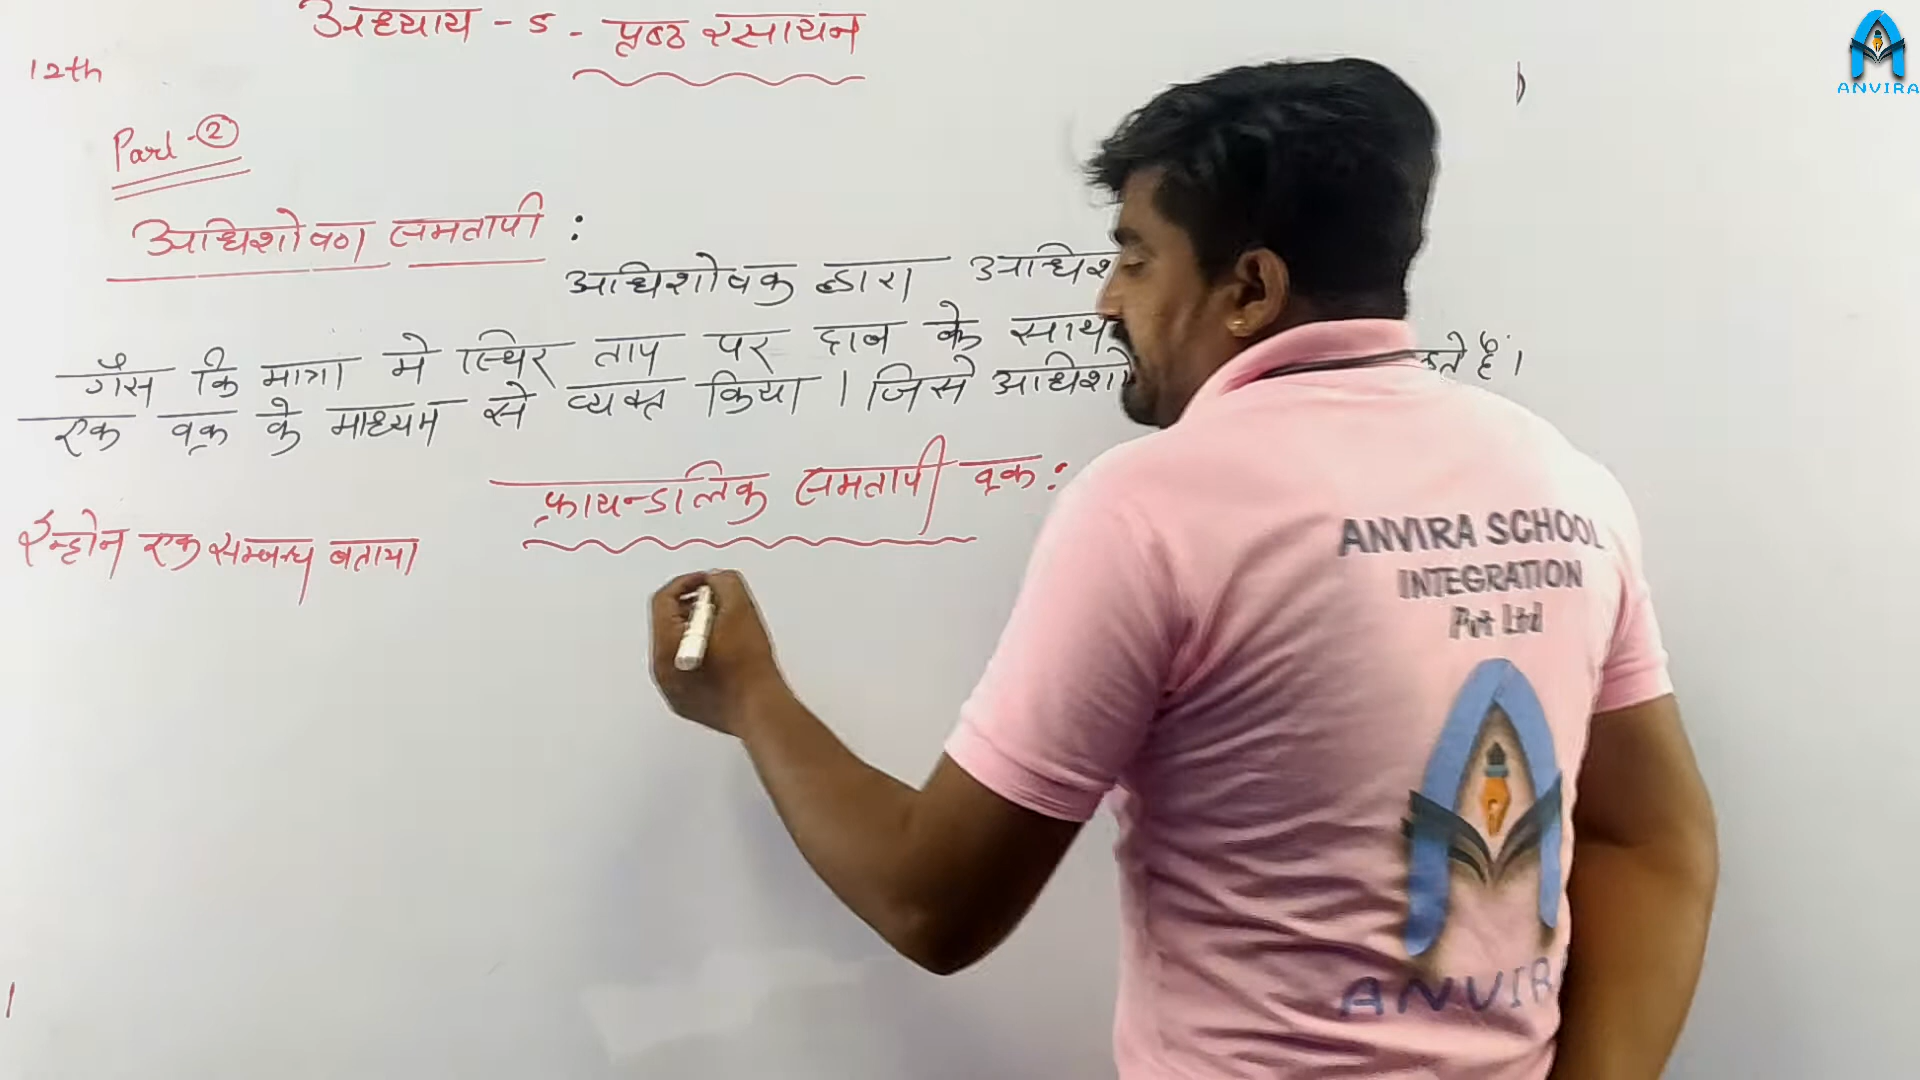 अध्याय - 5 - पृष्ठ रसायन
12th
Part - 2
अधिशोषण समतापी :
अधिशोषक द्वारा
गैस कि मात्रा मे स्थिर ताप पर दाब के साथ
एक वक्र के माध्यम से व्यक्त किया । जिसे कहते हैं ।
फ्रायन्डलिक समतापी वक्र :
इन्होन एक सम्बन्ध बताया
ANVIRA SCHOOL
INTEGRATION
Pvt Ltd
ANVIRA